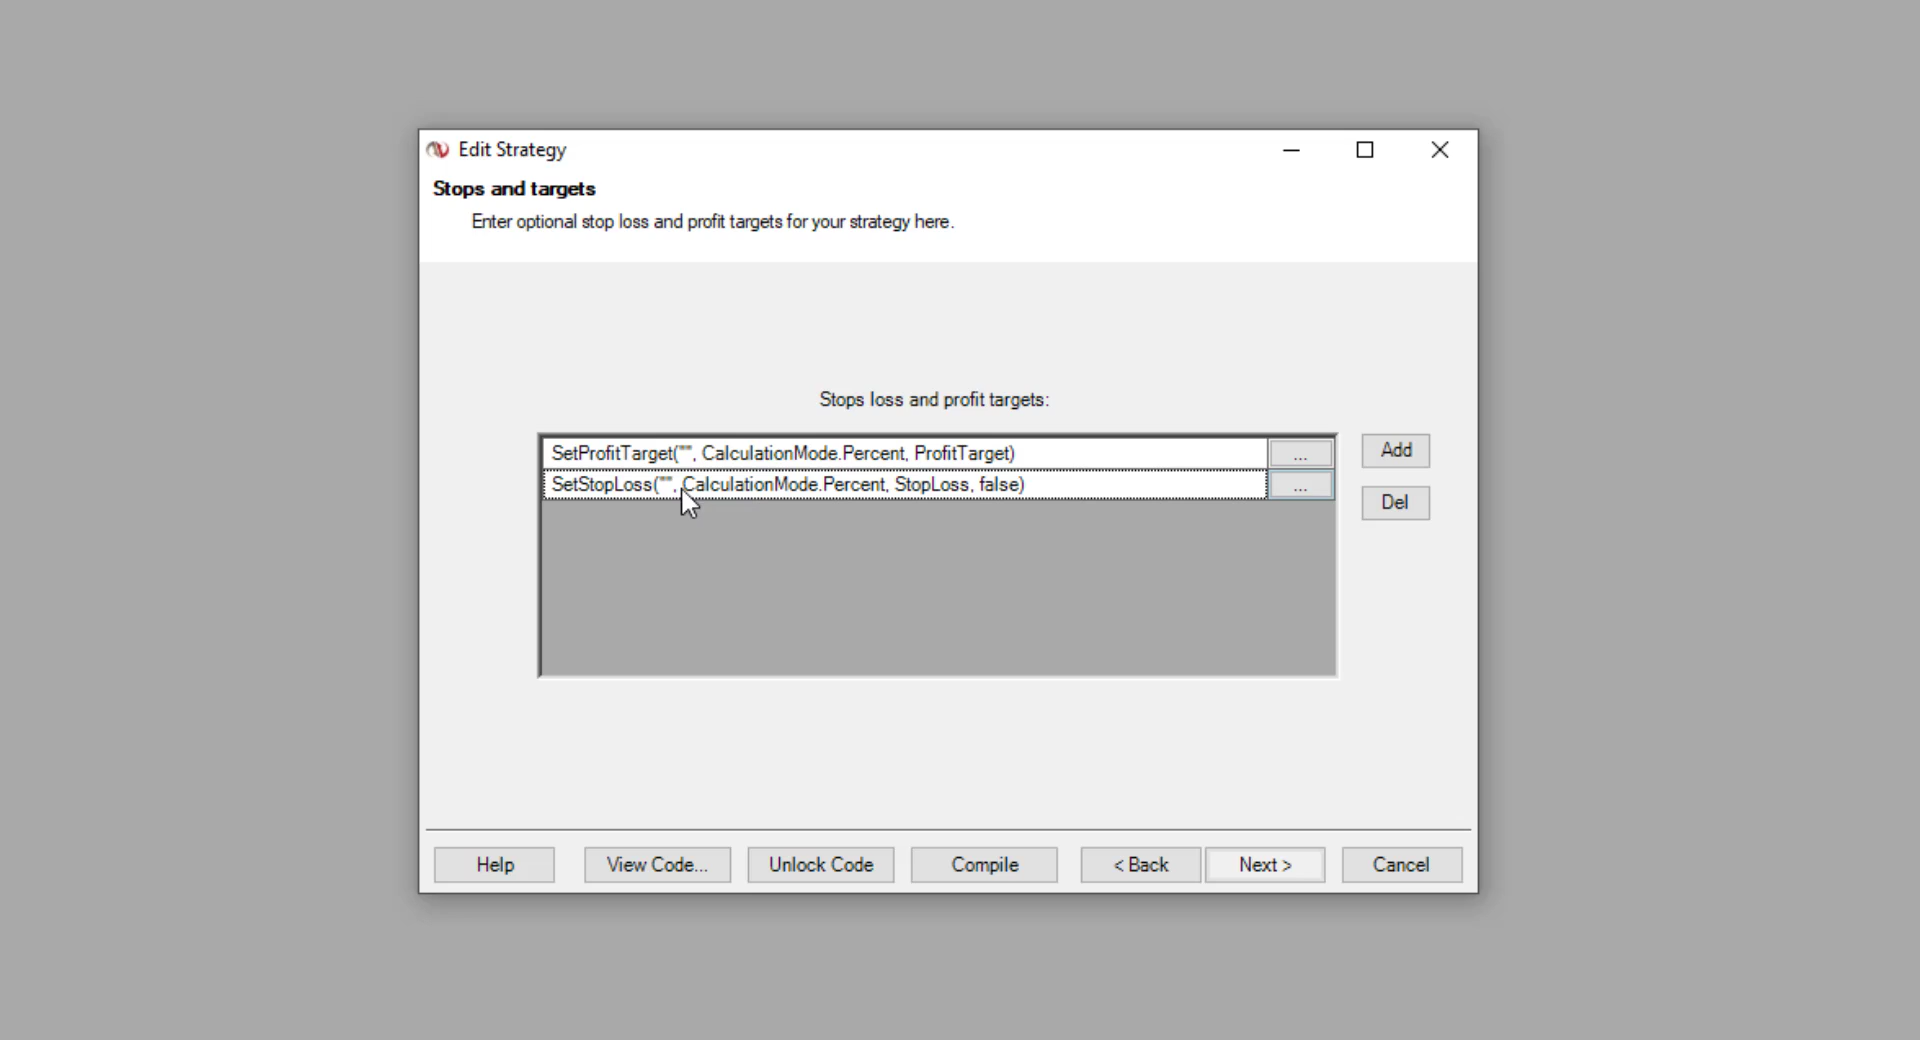 Edit Strategy
Stops and targets
Enter optional stop loss and profit targets for your strategy here.
Stops loss and profit targets:
SetProfitTarget("", CalculationMode.Percent, ProfitTarget) ...
SetStopLoss("", CalculationMode.Percent, StopLoss, false) ...
Add
Del
Help View Code... Unlock Code Compile < Back Next > Cancel